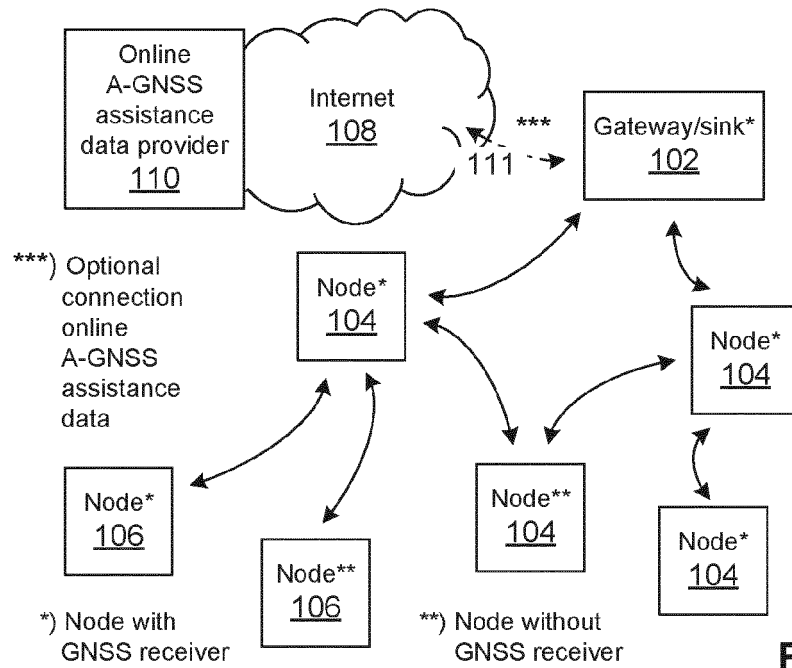 Online
A-GNSS
assistance
data provider
110
Internet
108
***
111
Gateway/sink*
102
***) Optional
connection
online
A-GNSS
assistance
data
Node*
104
Node*
104
Node*
106
Node**
106
Node**
104
Node*
104
*) Node with
GNSS receiver
**) Node without
GNSS receiver